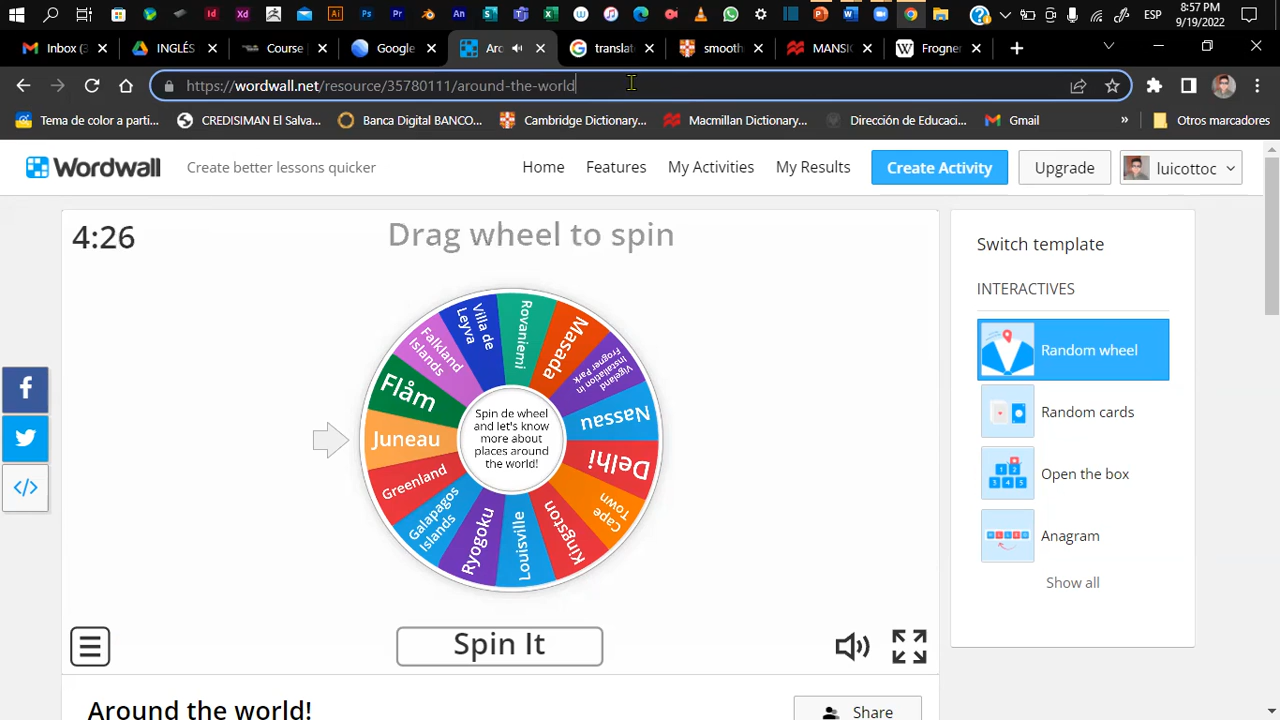 8:57 PM
ESP
9/19/2022
Inbox (3
INGLÉS
Course
Google
Arc
translat
smooth
MANSI
Frogner
https://wordwall.net/resource/35780111/around-the-world
Tema de color a parti...
CREDISIMAN El Salva...
Banca Digital BANCO...
Cambridge Dictionary...
Macmillan Dictionary...
Dirección de Educaci...
Gmail
»
Otros marcadores
Wordwall
Create better lessons quicker
Home
Features
My Activities
My Results
Create Activity
Upgrade
luicottoc
4:26
Drag wheel to spin
Villa de
Leyva
Rovaniemi
Masada
Vigeland
Installation in
Frogner Park
Nassau
Delhi
Cape
Town
Kingston
Louisville
Ryogoku
Galapagos
Islands
Greenland
Juneau
Flåm
Falkland
Islands
Spin de wheel
and let's know
more about
places around
the world!
Spin It
Switch template
INTERACTIVES
Random wheel
Random cards
Open the box
Anagram
Show all
Around the world!
Share